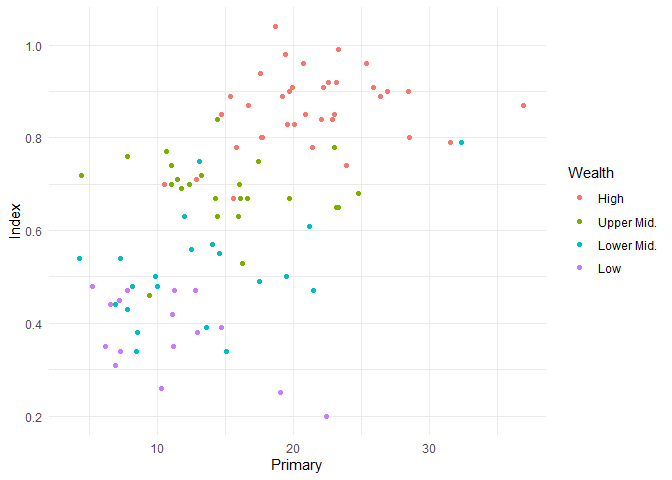 1.0
0.8
0.6
0.4
0.2
Index
10 20 30
Primary
Wealth
High
Upper Mid.
Lower Mid.
Low